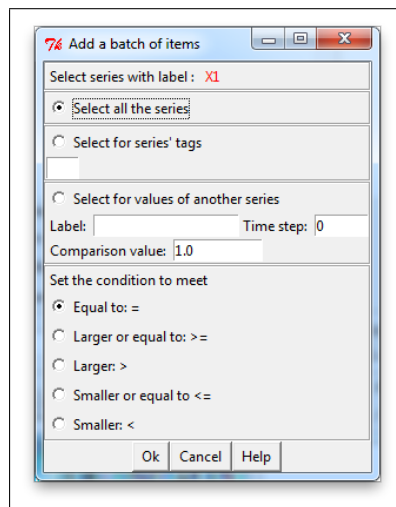 Add a batch of items
Select series with label : X1
Select all the series
Select for series' tags
Select for values of another series
Label: Time step: 0
Comparison value: 1.0
Set the condition to meet
Equal to: =
Larger or equal to: >=
Larger: >
Smaller or equal to <=
Smaller: <
Ok Cancel Help